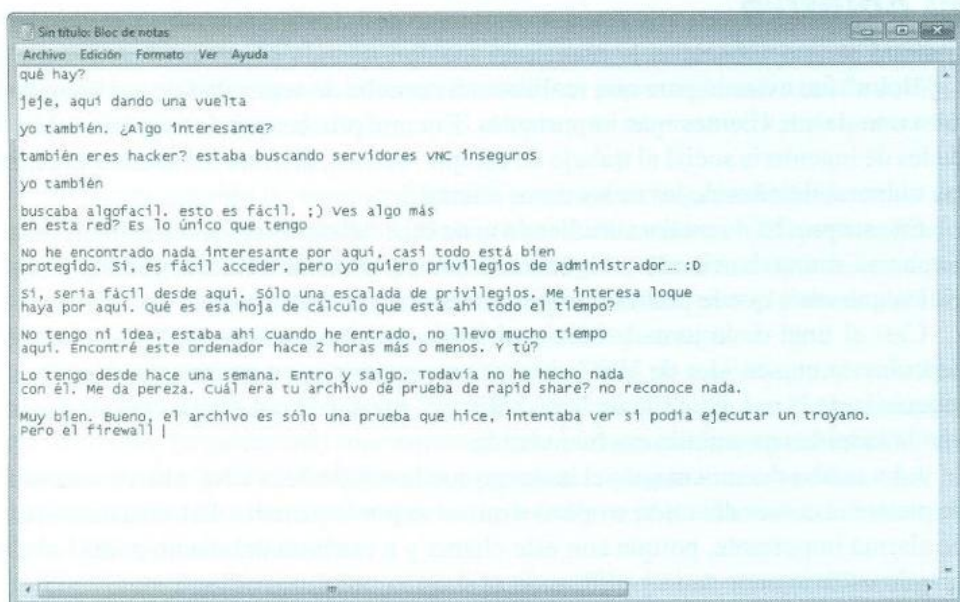 Sin título: Bloc de notas
Archivo Edición Formato Ver Ayuda
qué hay?
jeje, aquí dando una vuelta
yo también. ¿Algo interesante?
también eres hacker? estaba buscando servidores VNC inseguros
yo también
buscaba algofacil. esto es fácil. ;) Ves algo más
en esta red? Es lo único que tengo
No he encontrado nada interesante por aquí, casi todo está bien
protegido. Si, es fácil acceder, pero yo quiero privilegios de administrador… :D
Si, seria fácil desde aqui. Sólo una escalada de privilegios. Me interesa loque
haya por aquí. Qué es esa hoja de cálculo que está ahí todo el tiempo?
No tengo ni idea, estaba ahí cuando he entrado, no llevo mucho tiempo
aquí. Encontré este ordenador hace 2 horas más o menos. Y tú?
Lo tengo desde hace una semana. Entro y salgo. Todavía no he hecho nada
con él. Me da pereza. Cuál era tu archivo de prueba de rapid share? no reconoce nada.
Muy bien. Bueno, el archivo es sólo una prueba que hice, intentaba ver si podía ejecutar un troyano.
Pero el firewall